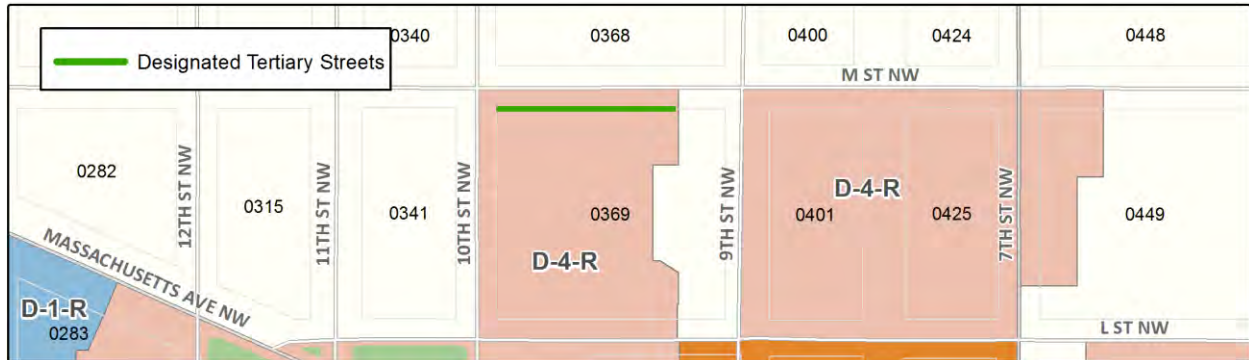 0340
0368
0400
0424
0448
Designated Tertiary Streets
M ST NW
0282
0315
0341
0369
0401
0425
0449
12TH ST NW
11TH ST NW
10TH ST NW
9TH ST NW
7TH ST NW
D-4-R
D-4-R
MASSACHUSETTS AVE NW
D-1-R
0283
L ST NW